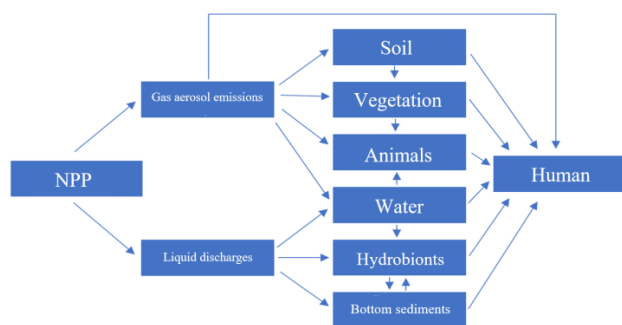 Soil
Gas aerosol emissions
Vegetation
Animals
NPP
Human
Water
Liquid discharges
Hydrobionts
Bottom sediments